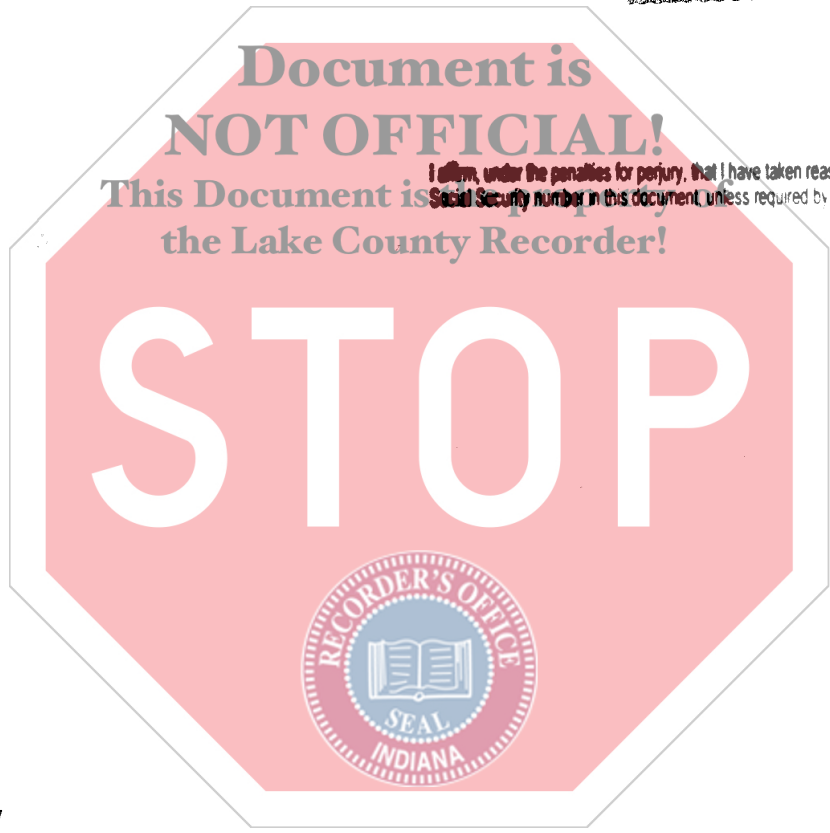 Document is
NOT OFFICIAL!
I affirm, under the penalties for perjury, that I have taken reas
This Document is the property of
Social Security number in this document, unless required by
the Lake County Recorder!
STOP
RECORDER'S OFFICE
SEAL
INDIANA